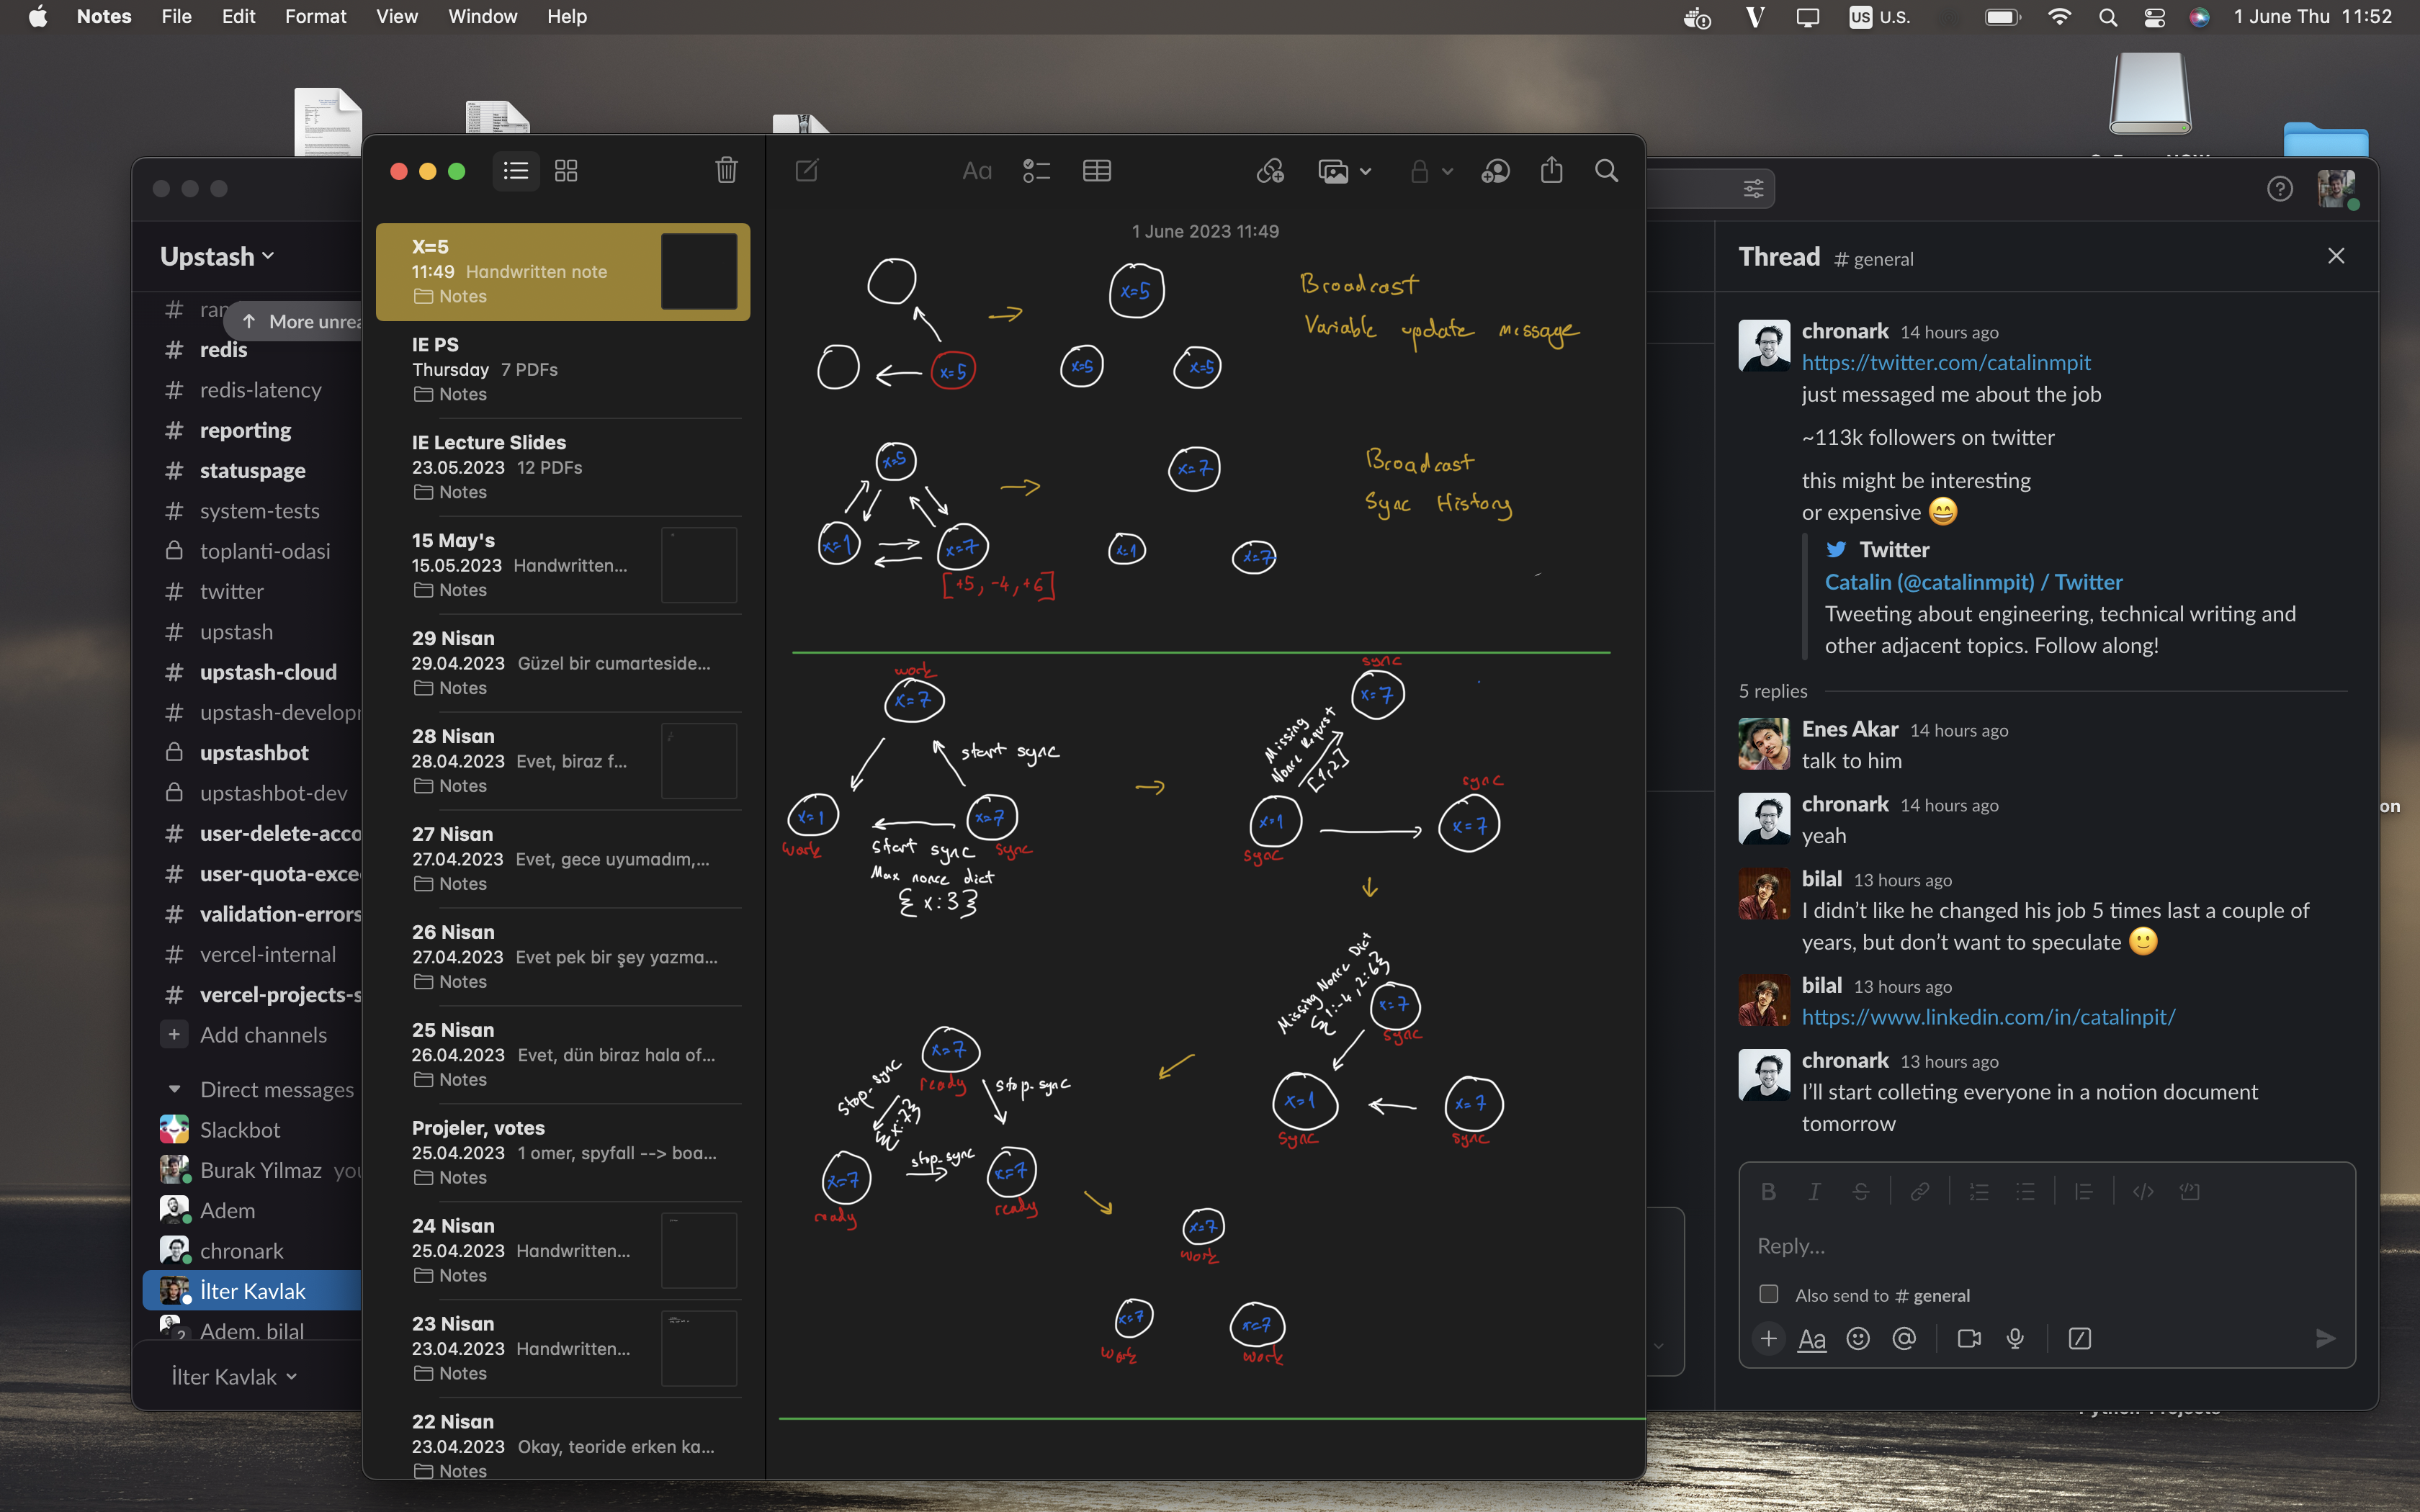 Notes File Edit Format View Window Help
US U.S.
1 June Thu 11:52
Upstash
More unrea
redis
redis-latency
reporting
statuspage
system-tests
toplanti-odasi
twitter
upstash
upstash-cloud
upstash-developm
upstashbot
upstashbot-dev
user-delete-acco
user-quota-exce
validation-errors
vercel-internal
vercel-projects-s
Add channels
Direct messages
Slackbot
Burak Yilmaz you
Adem
chronark
İlter Kavlak
Adem, bilal
2
İlter Kavlak
X=5
11:49 Handwritten note
Notes
IE PS
Thursday 7 PDFs
Notes
IE Lecture Slides
23.05.2023 12 PDFs
Notes
15 May's
15.05.2023 Handwritten...
Notes
29 Nisan
29.04.2023 Güzel bir cumarteside...
Notes
28 Nisan
28.04.2023 Evet, biraz f...
Notes
27 Nisan
27.04.2023 Evet, gece uyumadım,...
Notes
26 Nisan
27.04.2023 Evet pek bir şey yazma...
Notes
25 Nisan
26.04.2023 Evet, dün biraz hala of...
Notes
Projeler, votes
25.04.2023 1 omer, spyfall --> boa...
Notes
24 Nisan
25.04.2023 Handwritten...
Notes
23 Nisan
23.04.2023 Handwritten...
Notes
22 Nisan
23.04.2023 Okay, teoride erken ka...
Notes
Aa
1 June 2023 11:49
x=5
x=5
x=5
x=5
Broadcast
Variable update message
x=5
x=1
x=7
[+5, -4, +6]
x=7
x=1
x=7
Broadcast
Sync History
work
x=7
start sync
x=1
work
x=7
sync
start sync
Max nonce dict
{x:3}
sync
x=7
Missing
Nonce Request
[1,2]
x=1
sync
sync
x=7
Missing Nonce Dict
{1:-4, 2:6}
x=7
sync
x=1
sync
x=7
sync
x=7
ready
stop_sync
{x:7}
stop_sync
x=7
ready
stop_sync
x=7
ready
x=7
work
x=7
work
x=7
work
Thread # general
chronark 14 hours ago
https://twitter.com/catalinmpit
just messaged me about the job
~113k followers on twitter
this might be interesting
or expensive 😄
Twitter
Catalin (@catalinmpit) / Twitter
Tweeting about engineering, technical writing and
other adjacent topics. Follow along!
5 replies
Enes Akar 14 hours ago
talk to him
chronark 14 hours ago
yeah
bilal 13 hours ago
I didn’t like he changed his job 5 times last a couple of
years, but don’t want to speculate 🙂
bilal 13 hours ago
https://www.linkedin.com/in/catalinpit/
chronark 13 hours ago
I’ll start colleting everyone in a notion document
tomorrow
Reply...
Also send to # general
Aa
on